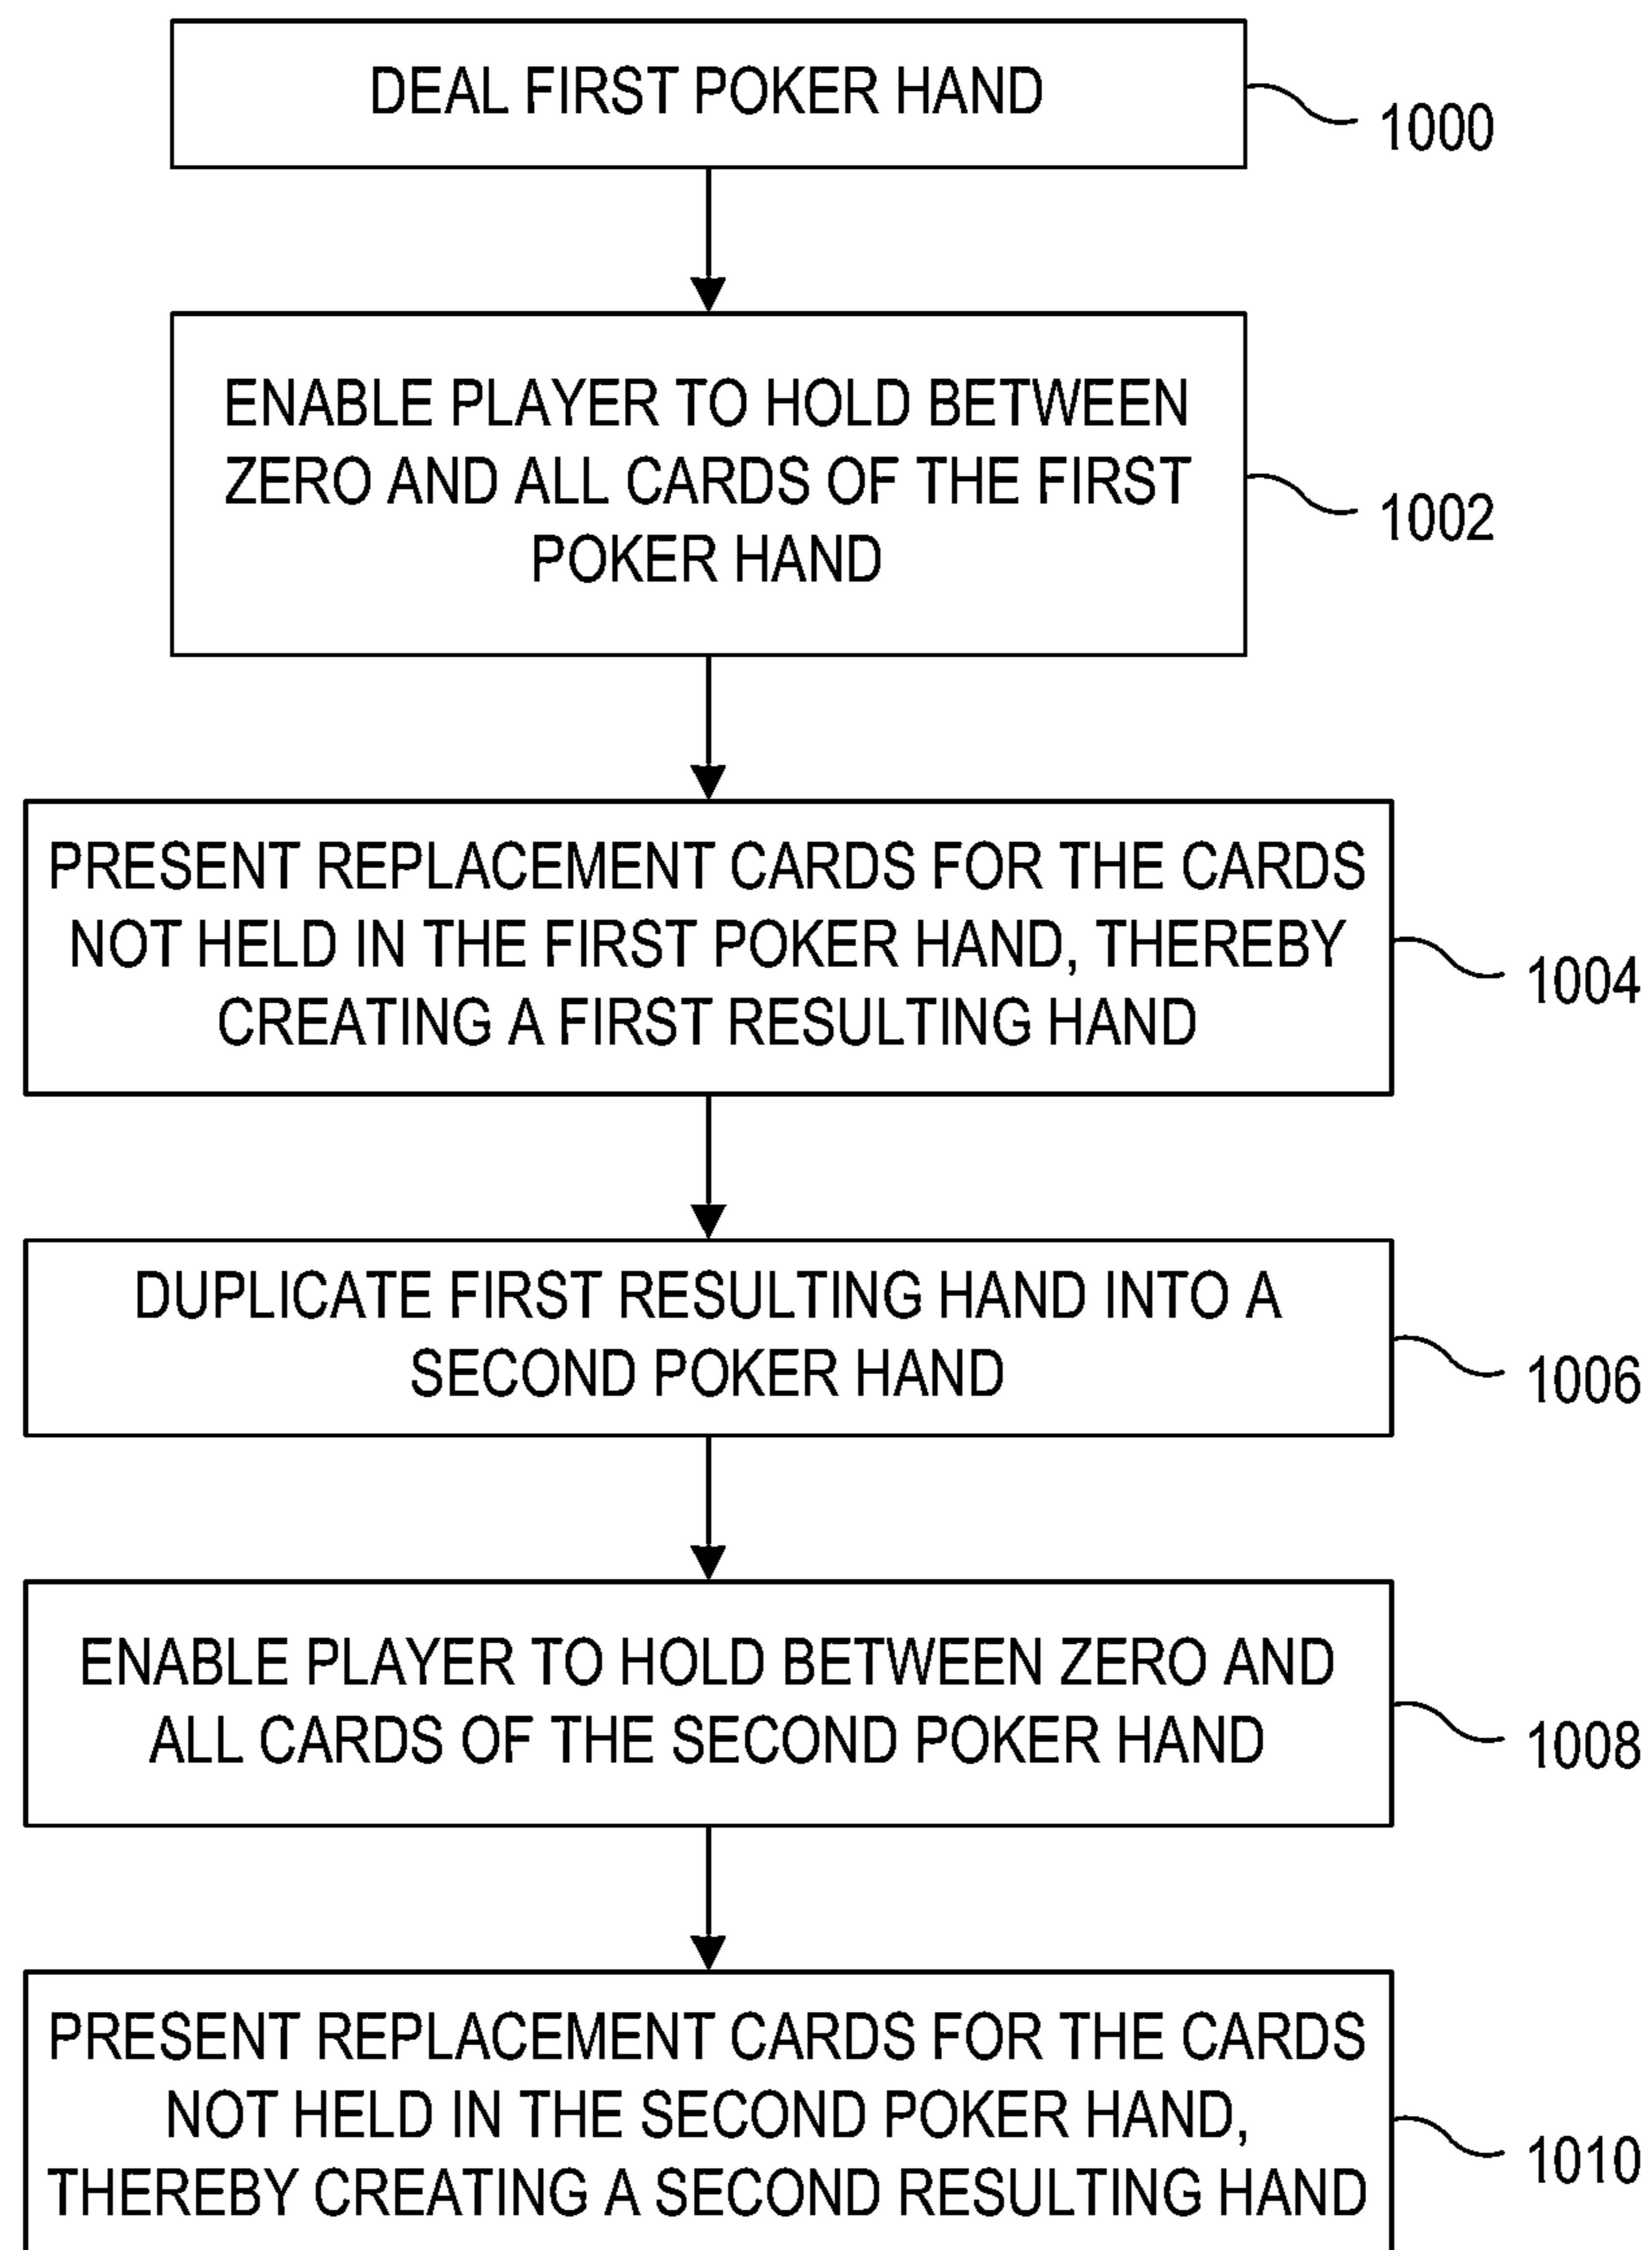 DEAL FIRST POKER HAND
1000
ENABLE PLAYER TO HOLD BETWEEN
ZERO AND ALL CARDS OF THE FIRST
POKER HAND
1002
PRESENT REPLACEMENT CARDS FOR THE CARDS
NOT HELD IN THE FIRST POKER HAND, THEREBY
CREATING A FIRST RESULTING HAND
1004
DUPLICATE FIRST RESULTING HAND INTO A
SECOND POKER HAND
1006
ENABLE PLAYER TO HOLD BETWEEN ZERO AND
ALL CARDS OF THE SECOND POKER HAND
1008
PRESENT REPLACEMENT CARDS FOR THE CARDS
NOT HELD IN THE SECOND POKER HAND,
THEREBY CREATING A SECOND RESULTING HAND
1010